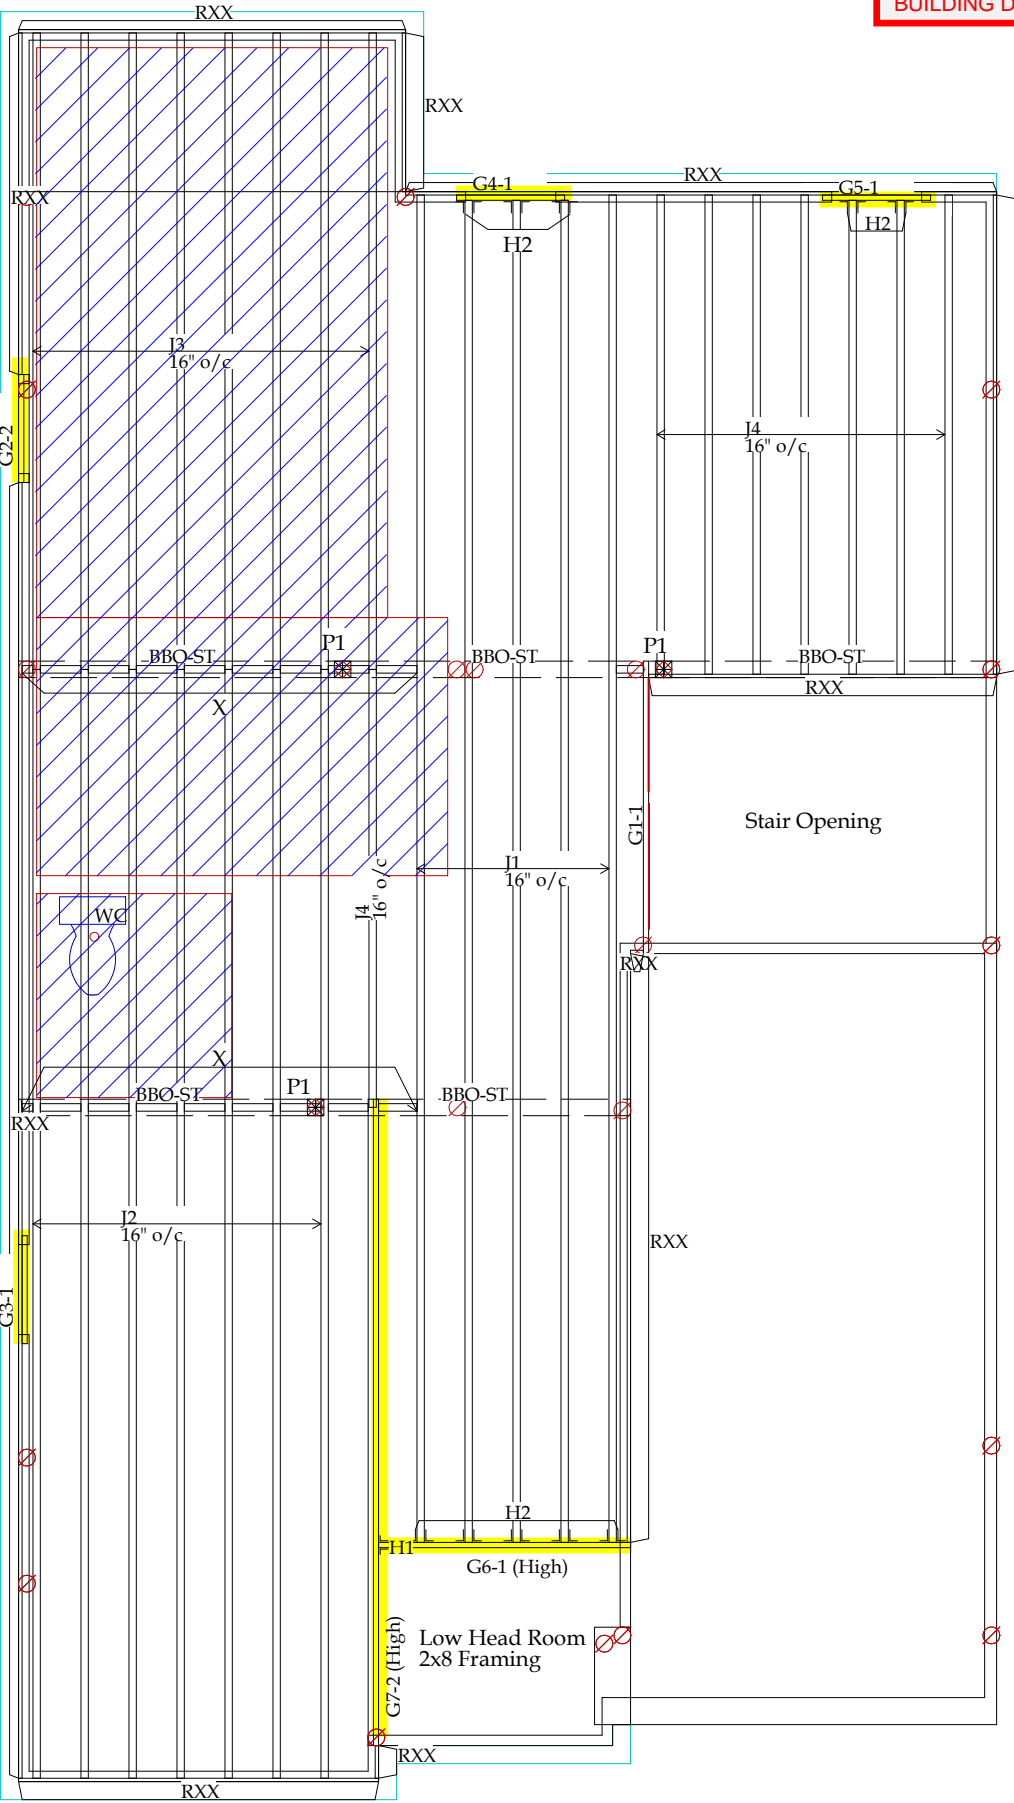 RXX
BUILDING D
RXX
RXX
RXX
G4-1
G5-1
H2
H2
J3
16" o/c
G2-2
J4
16" o/c
P1
P1
BBO-ST
BBO-ST
BBO-ST
X
RXX
G1-1
Stair Opening
J4
16" o/c
J1
16" o/c
WC
RXX
X
BBO-ST
P1
BBO-ST
RXX
J2
16" o/c
RXX
G3-1
H2
H1
G6-1 (High)
G7-2 (High)
Low Head Room
2x8 Framing
RXX
RXX